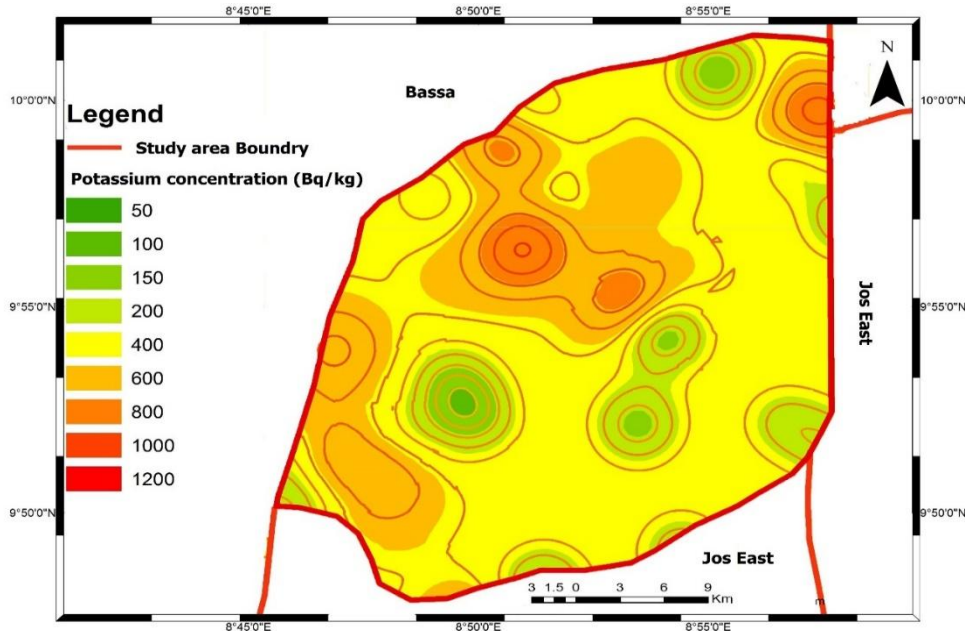 8°45'0"E 8°50'0"E 8°55'0"E
N
Bassa
10°0'0"N 10°0'0"N
Legend
Study area Boundry
Potassium concentration (Bq/kg)
50
100
150
200
400
600
800
1000
1200
9°55'0"N 9°55'0"N
Jos East
9°50'0"N 9°50'0"N
Jos East
3 1.5 0 3 6 9
Km
m
8°45'0"E 8°50'0"E 8°55'0"E